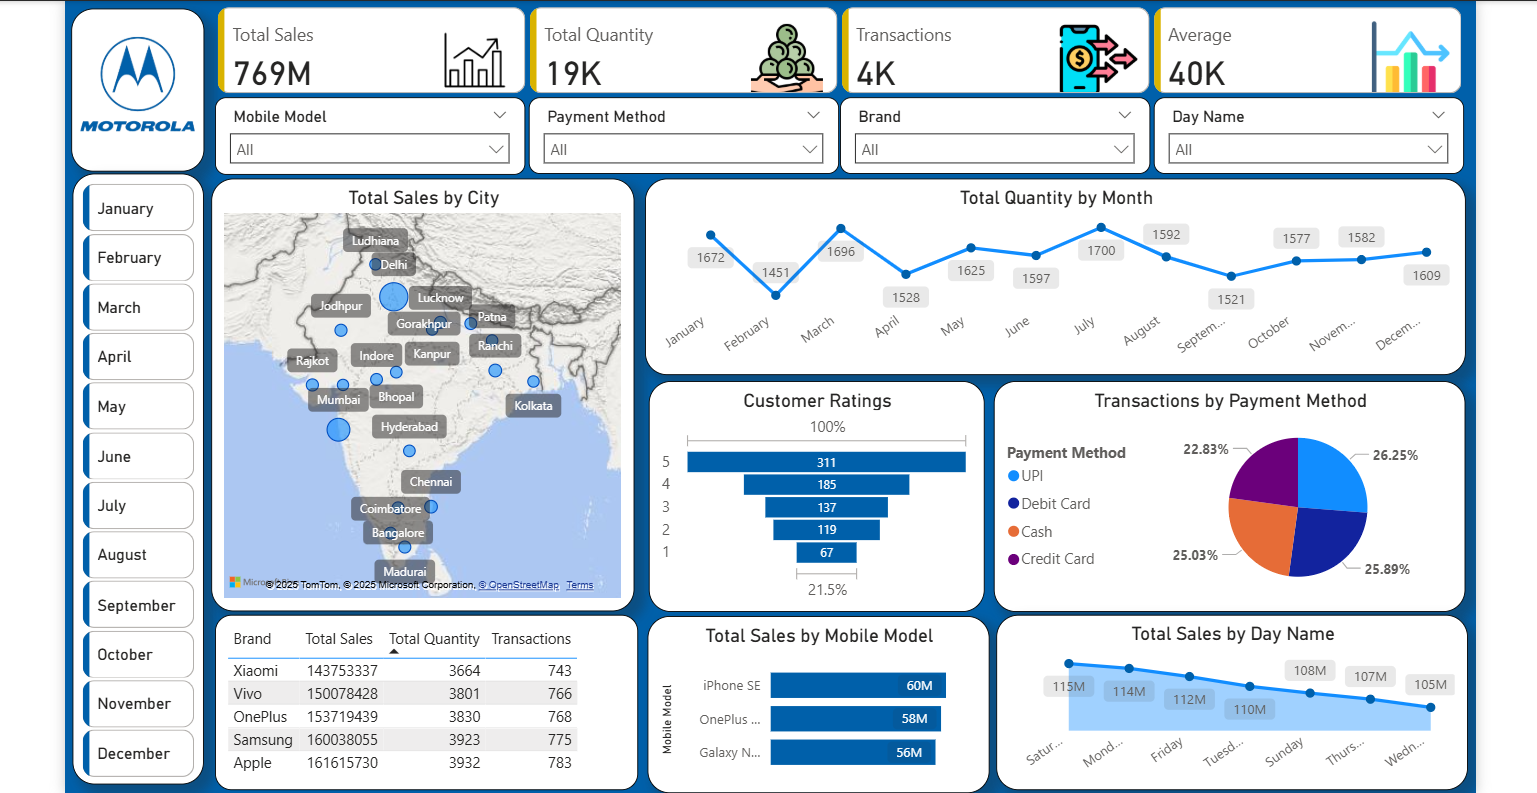 MOTOROLA
Total Sales
769M
Total Quantity
19K
Transactions
4K
Average
40K
Mobile Model
All
Payment Method
All
Brand
All
Day Name
All
January
February
March
April
May
June
July
August
September
October
November
December
Total Sales by City
Ludhiana
Delhi
Lucknow
Jodhpur
Gorakhpur
Patna
Ranchi
Rajkot
Indore
Kanpur
Mumbai
Bhopal
Kolkata
Hyderabad
Chennai
Coimbatore
Bangalore
Madurai
© 2025 TomTom, © 2025 Microsoft Corporation, © OpenStreetMap Terms
Total Quantity by Month
1672
1451
1696
1528
1625
1597
1700
1592
1521
1577
1582
1609
January
February
March
April
May
June
July
August
Septem...
October
Novem...
Decem...
Customer Ratings
100%
5 311
4 185
3 137
2 119
1 67
21.5%
Transactions by Payment Method
Payment Method
UPI
Debit Card
Cash
Credit Card
22.83%
26.25%
25.03%
25.89%
Brand Total Sales Total Quantity Transactions
Xiaomi 143753337 3664 743
Vivo 150078428 3801 766
OnePlus 153719439 3830 768
Samsung 160038055 3923 775
Apple 161615730 3932 783
Total Sales by Mobile Model
Mobile Model
iPhone SE 60M
OnePlus ... 58M
Galaxy N... 56M
Total Sales by Day Name
115M
114M
112M
110M
108M
107M
105M
Satur...
Mond...
Friday
Tuesd...
Sunday
Thurs...
Wedn...